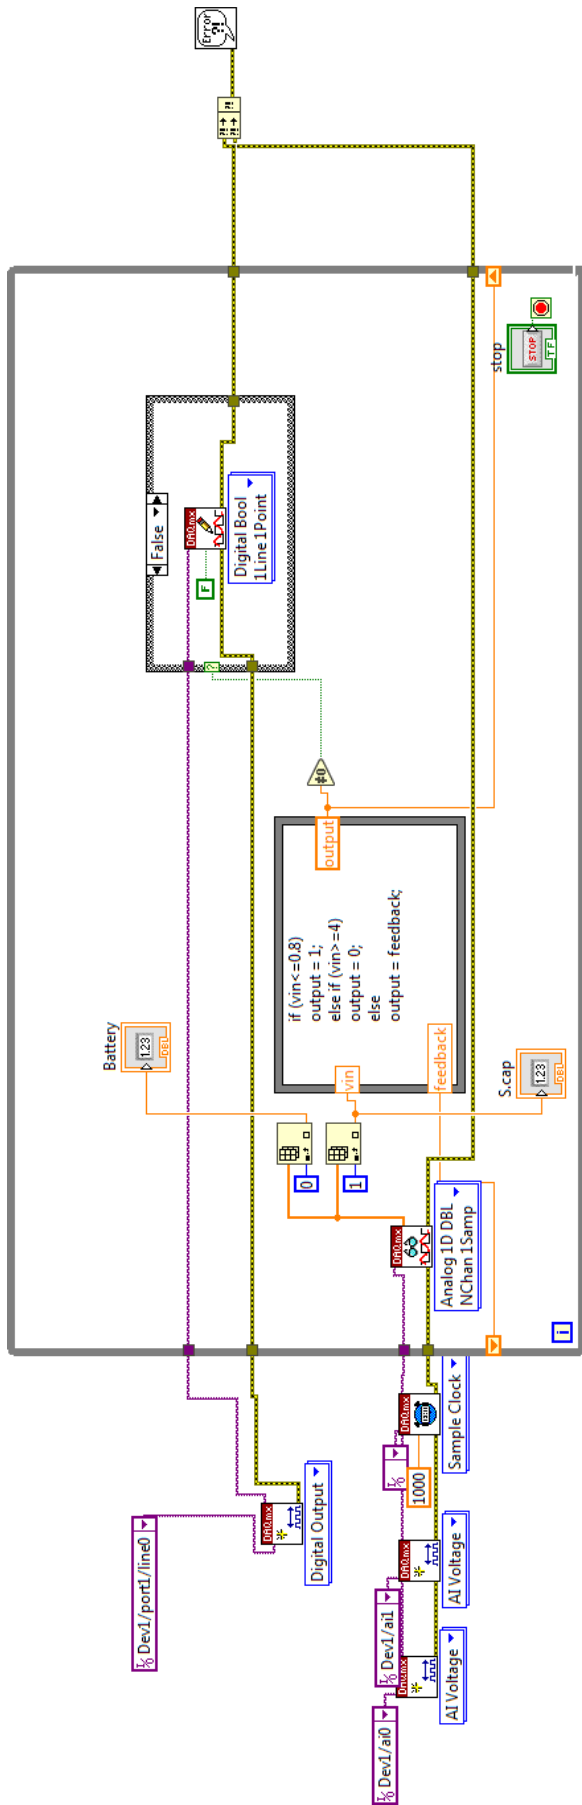 Dev1/port1/line0
DAQmx
Digital Output
Dev1/ai0
DAQmx
AI Voltage
Dev1/ai1
DAQmx
AI Voltage
1000
DAQmx
Sample Clock
i
DAQmx
Analog 1D DBL
NChan 1Samp
0
1
Battery
1.23
DBL
S.cap
1.23
DBL
vin
feedback
if (vin<=0.8)
output = 1;
else if (vin>=4)
output = 0;
else
output = feedback;
output
≠0
?
False
F
DAQmx
Digital Bool
1Line 1Point
stop
STOP
TF
Error
?!